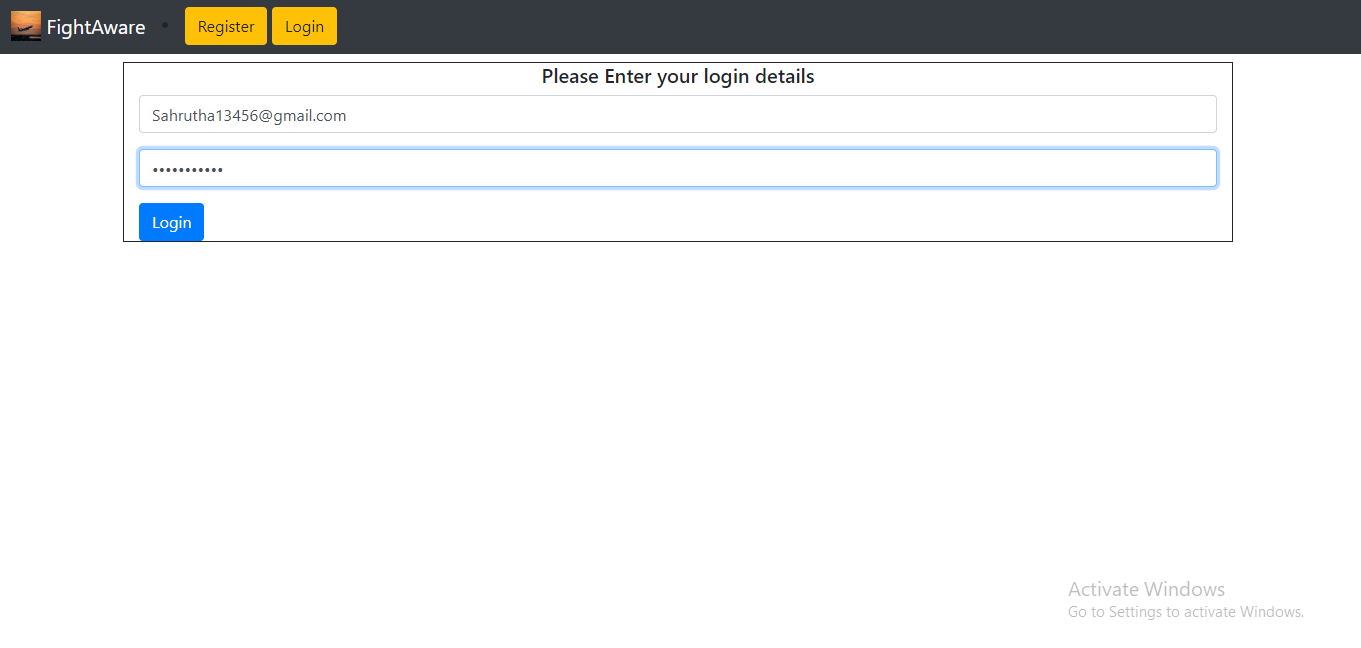 FightAware
Register
Login
Please Enter your login details
Sahrutha13456@gmail.com
•••••••••••
Login
Activate Windows
Go to Settings to activate Windows.